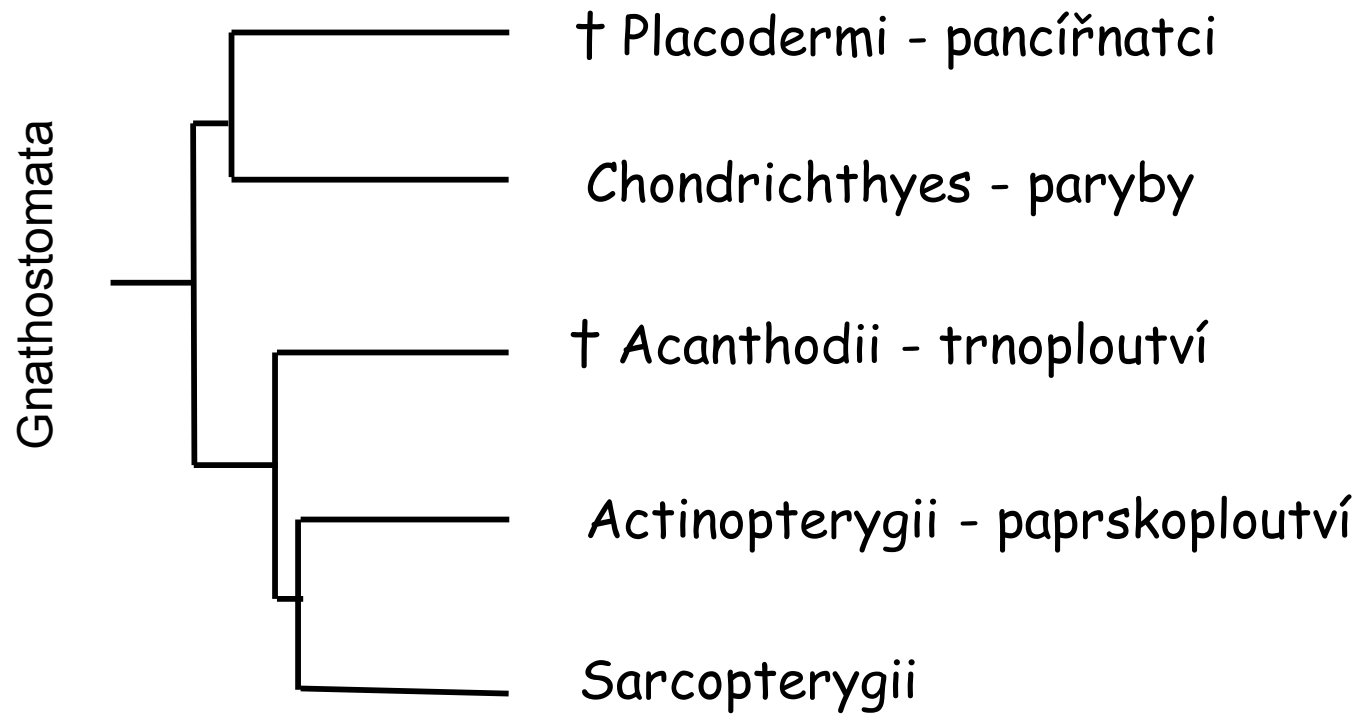 Gnathostomata
† Placodermi - pancířnatci
Chondrichthyes - paryby
† Acanthodii - trnoploutví
Actinopterygii - paprskoploutví
Sarcopterygii